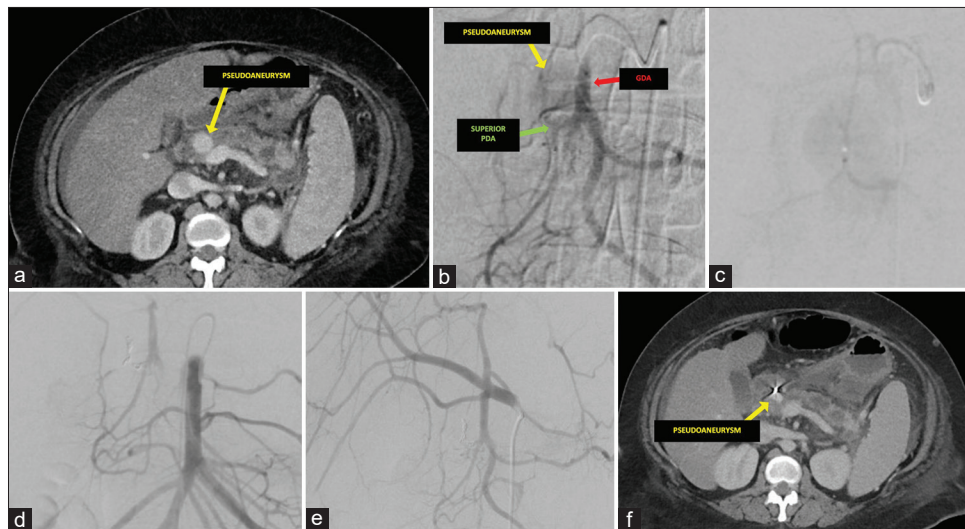 PSEUDOANEURYSM
a
PSEUDOANEURYSM
GDA
SUPERIOR
PDA
b
c
d
e
PSEUDOANEURYSM
f